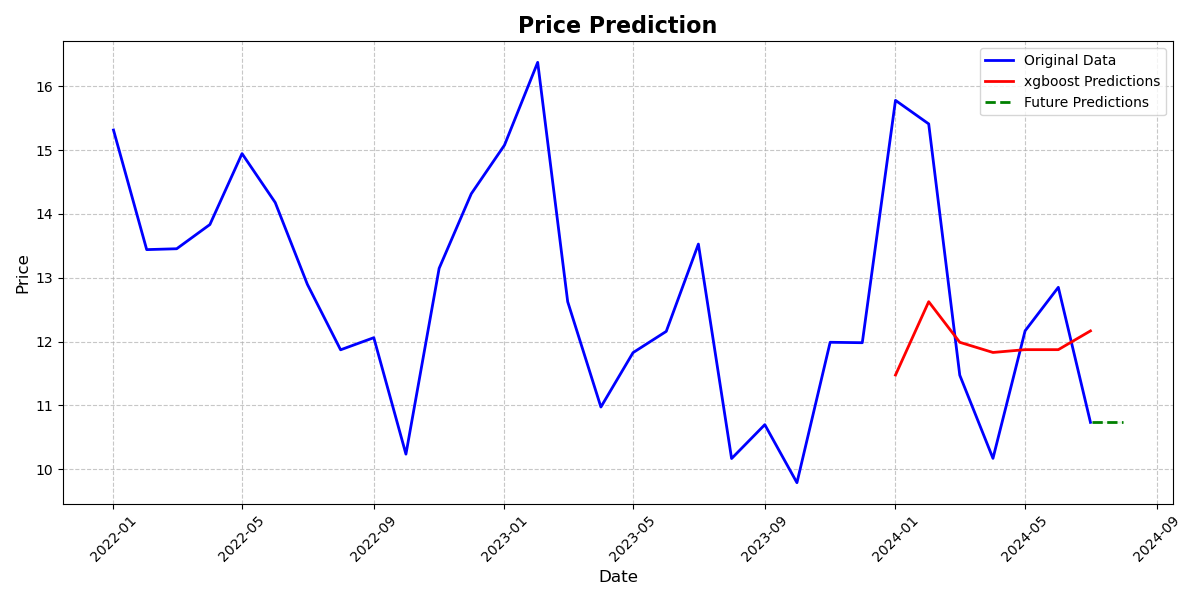 Price Prediction
Original Data
xgboost Predictions
Future Predictions
Price
16
15
14
13
12
11
10
2022-01
2022-05
2022-09
2023-01
2023-05
2023-09
2024-01
2024-05
2024-09
Date